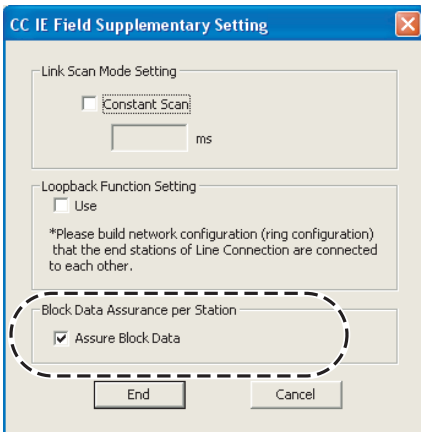 CC IE Field Supplementary Setting
Link Scan Mode Setting
Constant Scan
ms
Loopback Function Setting
Use
*Please build network configuration (ring configuration)
that the end stations of Line Connection are connected
to each other.
Block Data Assurance per Station
Assure Block Data
End Cancel